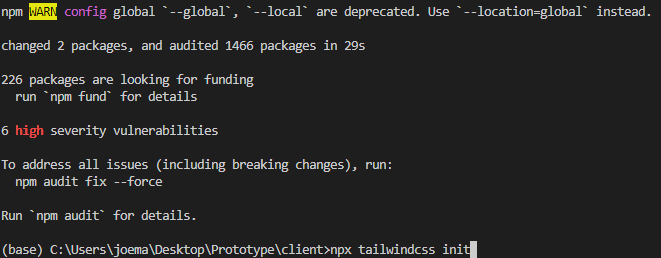 npm WARN config global `--global`, `--local` are deprecated. Use `--location=global` instead.
changed 2 packages, and audited 1466 packages in 29s
226 packages are looking for funding
  run `npm fund` for details
6 high severity vulnerabilities
To address all issues (including breaking changes), run:
  npm audit fix --force
Run `npm audit` for details.
(base) C:\Users\joema\Desktop\Prototype\client>npx tailwindcss init